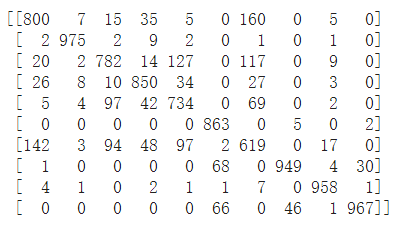 [[800 7 15 35 5 0 160 0 5 0]
[ 2 975 2 9 2 0 1 0 1 0]
[ 20 2 782 14 127 0 117 0 9 0]
[ 26 8 10 850 34 0 27 0 3 0]
[ 5 4 97 42 734 0 69 0 2 0]
[ 0 0 0 0 0 863 0 5 0 2]
[142 3 94 48 97 2 619 0 17 0]
[ 1 0 0 0 0 68 0 949 4 30]
[ 4 1 0 2 1 1 7 0 958 1]
[ 0 0 0 0 0 66 0 46 1 967]]